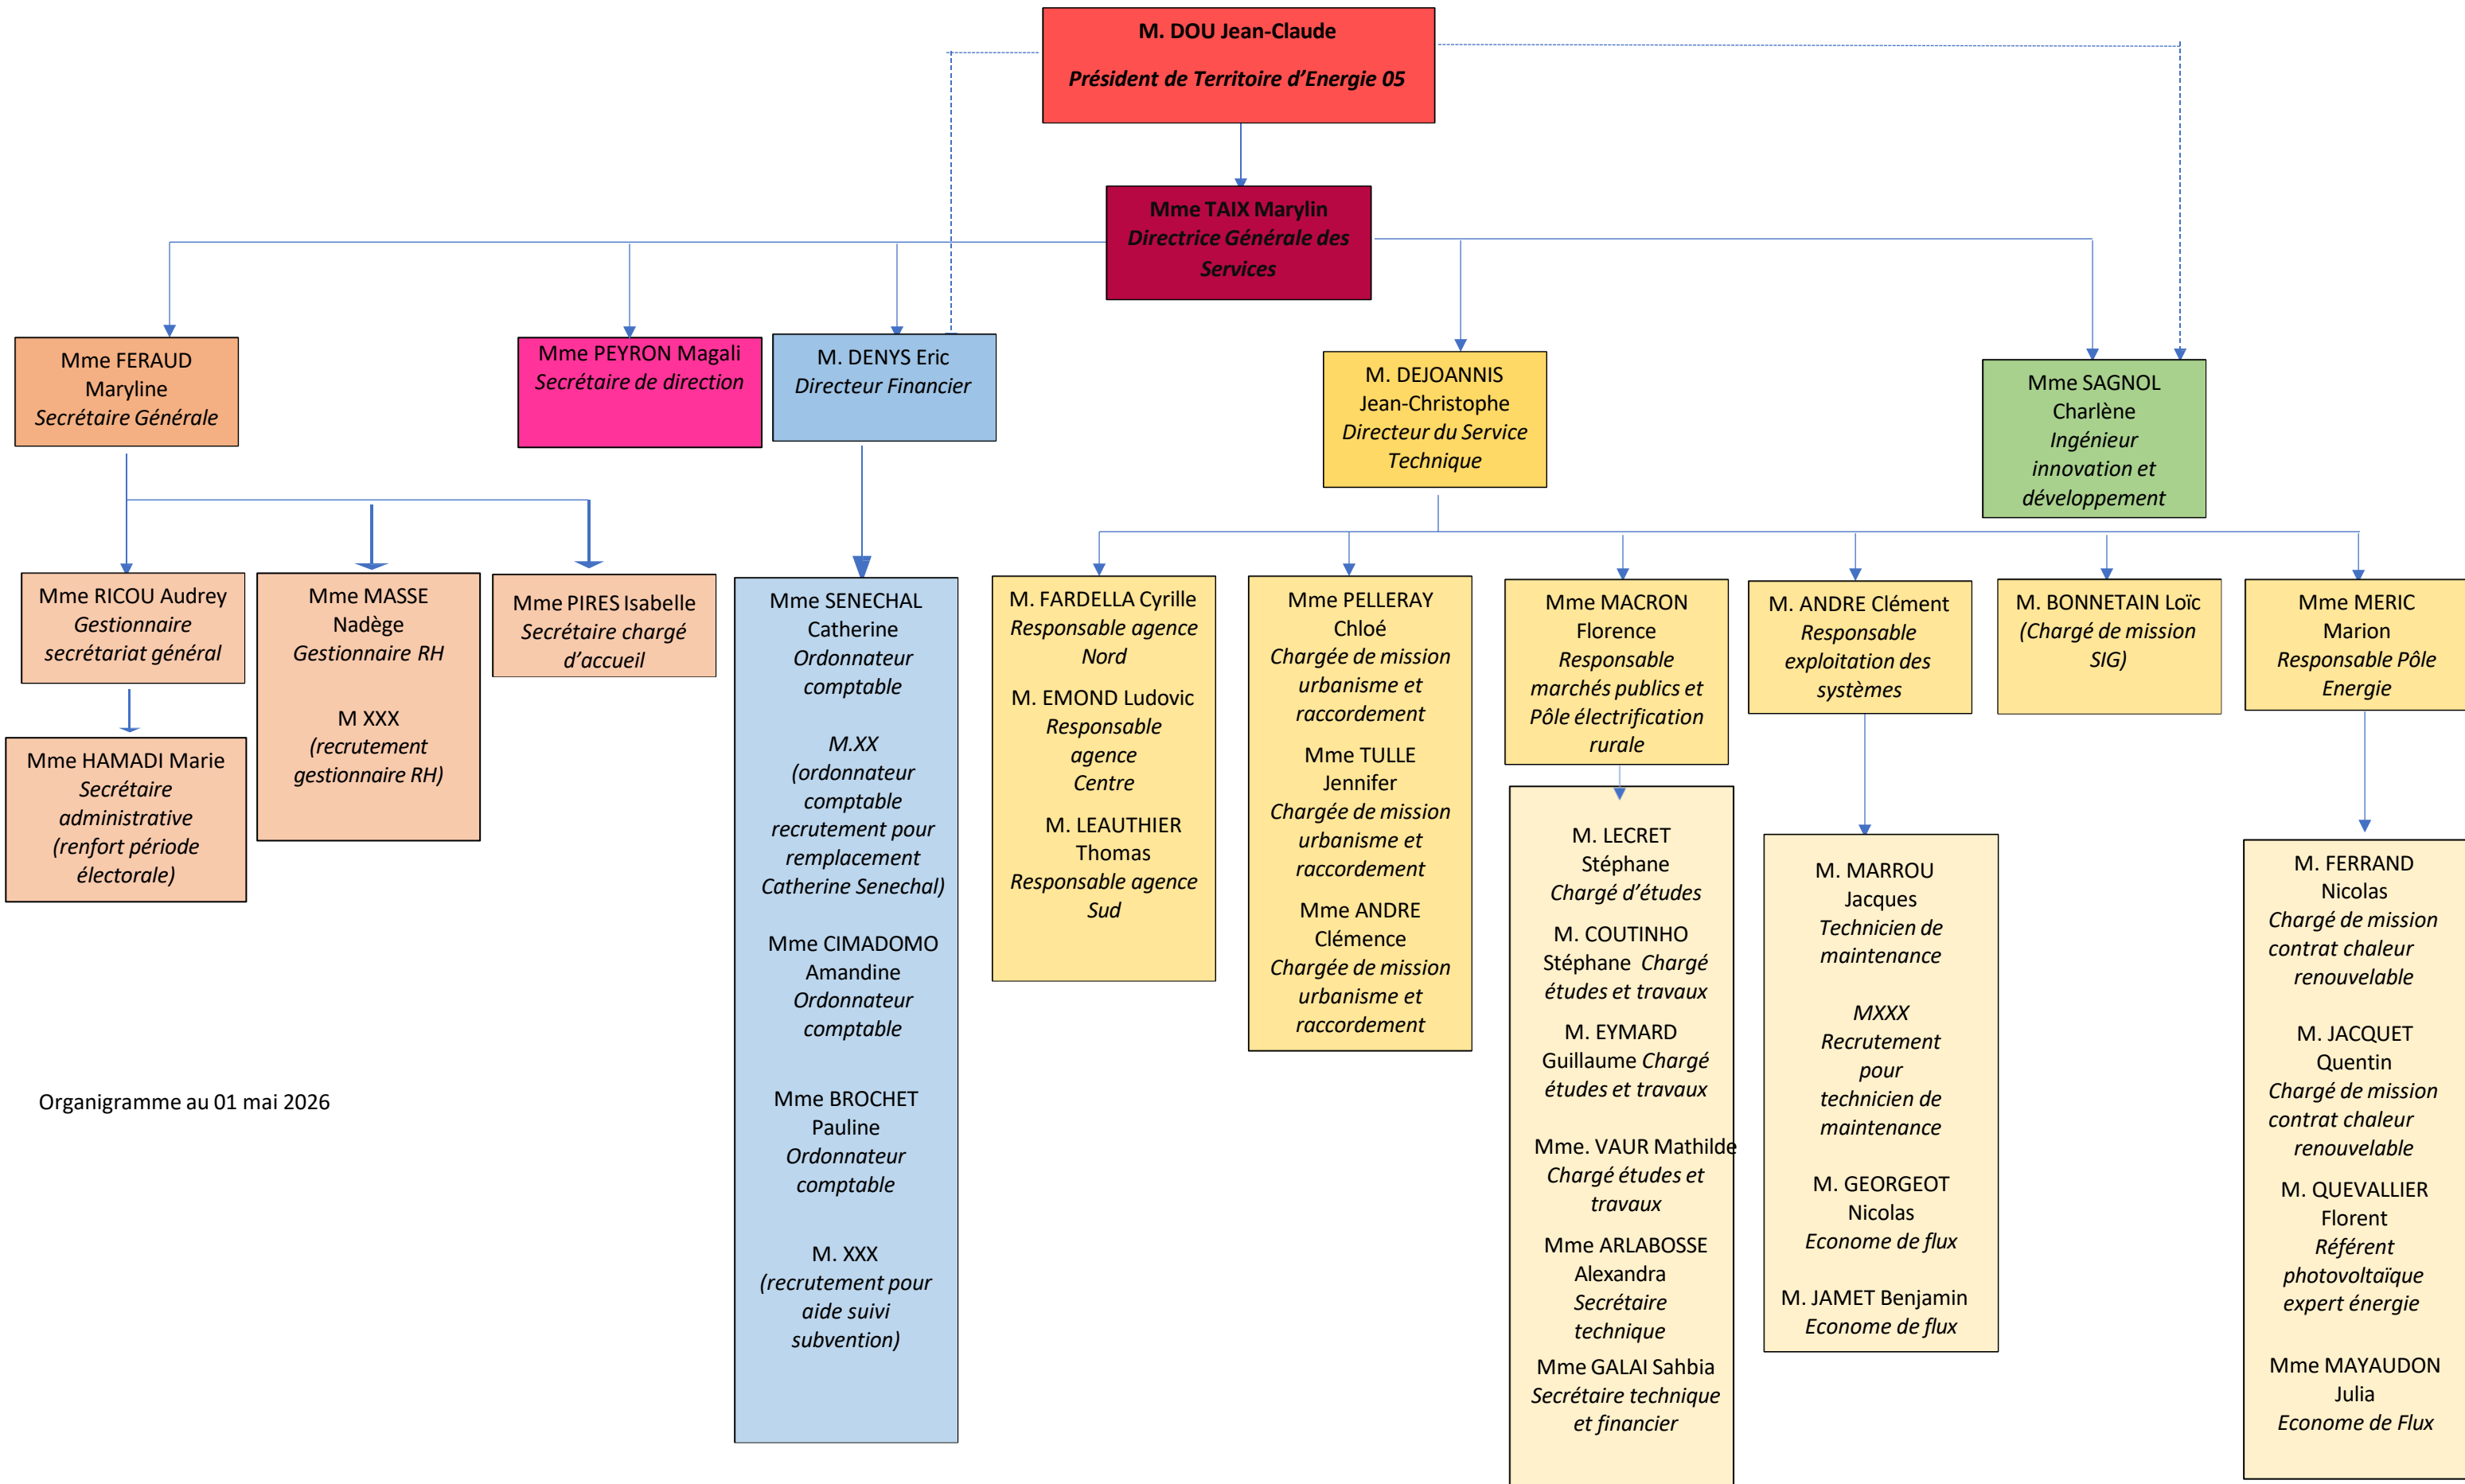 M. DOU Jean-Claude
Président de Territoire d’Energie 05
Mme TAIX Marylin
Directrice Générale des
Services
Mme FERAUD
Maryline
Secrétaire Générale
Mme PEYRON Magali
Secrétaire de direction
M. DENYS Eric
Directeur Financier
M. DEJOANNIS
Jean-Christophe
Directeur du Service
Technique
Mme SAGNOL
Charlène
Ingénieur
innovation et
développement
Mme RICOU Audrey
Gestionnaire
secrétariat général
Mme HAMADI Marie
Secrétaire
administrative
(renfort période
électorale)
Mme MASSE
Nadège
Gestionnaire RH
M XXX
(recrutement
gestionnaire RH)
Mme PIRES Isabelle
Secrétaire chargé
d’accueil
Mme SENECHAL
Catherine
Ordonnateur
comptable
M.XX
(ordonnateur
comptable
recrutement pour
remplacement
Catherine Senechal)
Mme CIMADOMO
Amandine
Ordonnateur
comptable
Mme BROCHET
Pauline
Ordonnateur
comptable
M. XXX
(recrutement pour
aide suivi
subvention)
M. FARDELLA Cyrille
Responsable agence
Nord
M. EMOND Ludovic
Responsable
agence
Centre
M. LEAUTHIER
Thomas
Responsable agence
Sud
Mme PELLERAY
Chloé
Chargée de mission
urbanisme et
raccordement
Mme TULLE
Jennifer
Chargée de mission
urbanisme et
raccordement
Mme ANDRE
Clémence
Chargée de mission
urbanisme et
raccordement
Mme MACRON
Florence
Responsable
marchés publics et
Pôle électrification
rurale
M. LECRET
Stéphane
Chargé d’études
M. COUTINHO
Stéphane Chargé
études et travaux
M. EYMARD
Guillaume Chargé
études et travaux
Mme. VAUR Mathilde
Chargé études et
travaux
Mme ARLABOSSE
Alexandra
Secrétaire
technique
Mme GALAI Sahbia
Secrétaire technique
et financier
M. ANDRE Clément
Responsable
exploitation des
systèmes
M. MARROU
Jacques
Technicien de
maintenance
MXXX
Recrutement
pour
technicien de
maintenance
M. GEORGEOT
Nicolas
Econome de flux
M. JAMET Benjamin
Econome de flux
M. BONNETAIN Loïc
(Chargé de mission
SIG)
Mme MERIC
Marion
Responsable Pôle
Energie
M. FERRAND
Nicolas
Chargé de mission
contrat chaleur
renouvelable
M. JACQUET
Quentin
Chargé de mission
contrat chaleur
renouvelable
M. QUEVALLIER
Florent
Référent
photovoltaïque
expert énergie
Mme MAYAUDON
Julia
Econome de Flux
Organigramme au 01 mai 2026